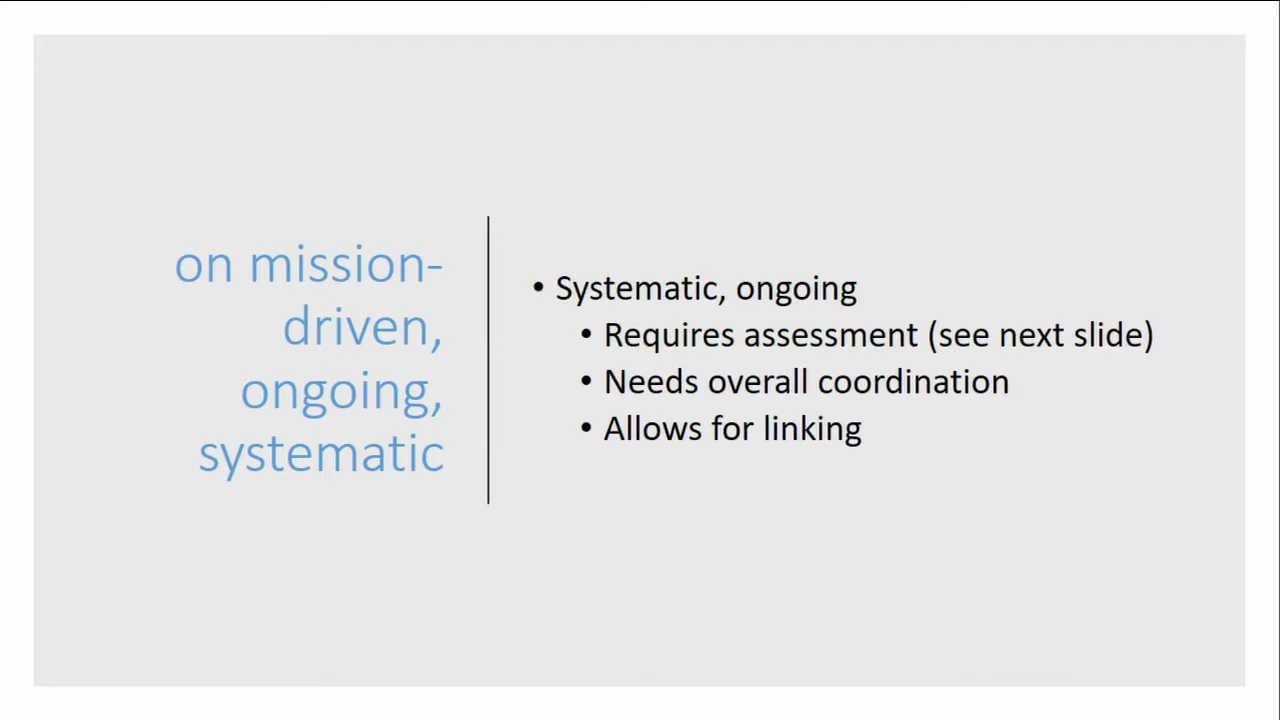 on mission-
driven,
ongoing,
systematic
• Systematic, ongoing
• Requires assessment (see next slide)
• Needs overall coordination
• Allows for linking